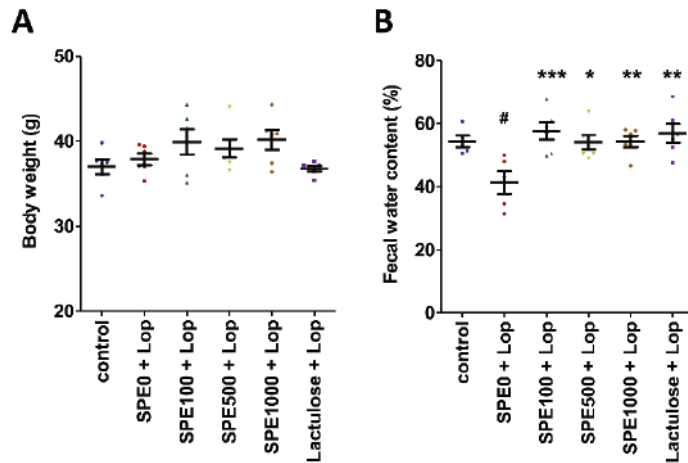 A
Body weight (g)
50
40
30
20
control
SPE0 + Lop
SPE100 + Lop
SPE500 + Lop
SPE1000 + Lop
Lactulose + Lop
B
Fecal water content (%)
80
60
40
20
0
#
***
*
**
**
control
SPE0 + Lop
SPE100 + Lop
SPE500 + Lop
SPE1000 + Lop
Lactulose + Lop